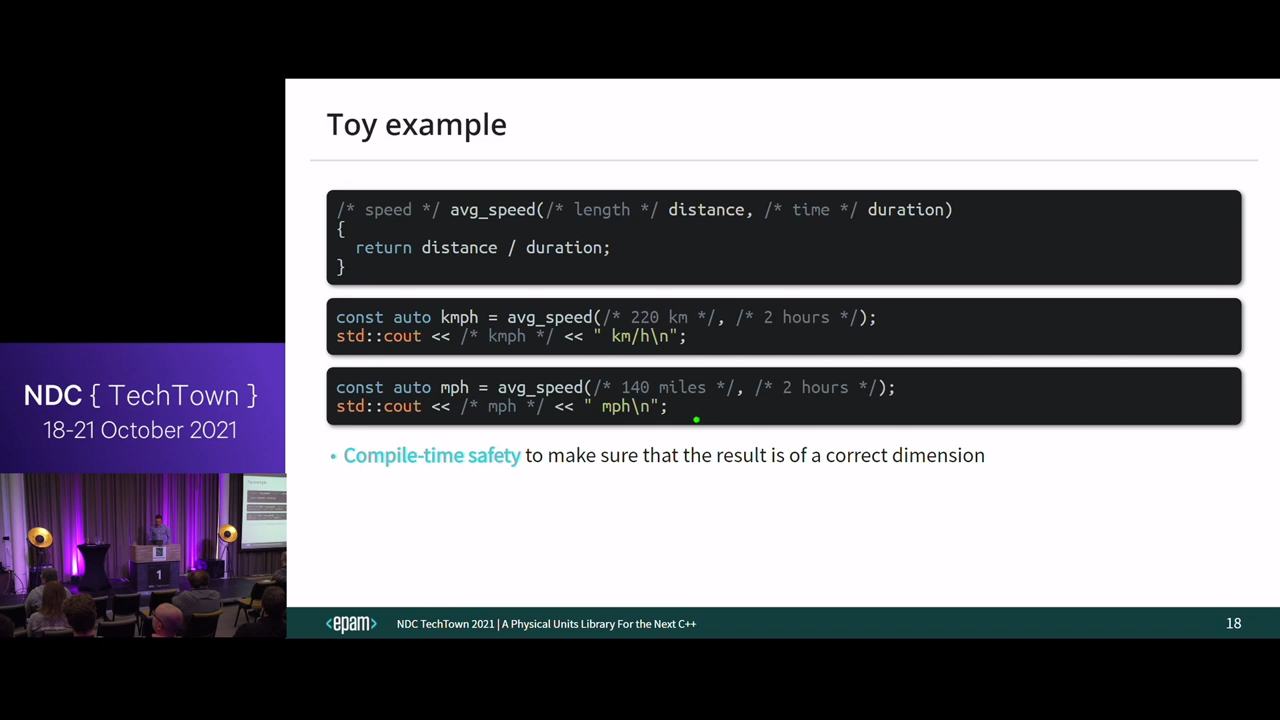 Toy example
/* speed */ avg_speed(/* length */ distance, /* time */ duration)
{
return distance / duration;
}
const auto kmph = avg_speed(/* 220 km */, /* 2 hours */);
std::cout << /* kmph */ << " km/h\n";
const auto mph = avg_speed(/* 140 miles */, /* 2 hours */);
std::cout << /* mph */ << " mph\n";
• Compile-time safety to make sure that the result is of a correct dimension
NDC { TechTown }
18-21 October 2021
1
<epam> NDC TechTown 2021 | A Physical Units Library For the Next C++ 18